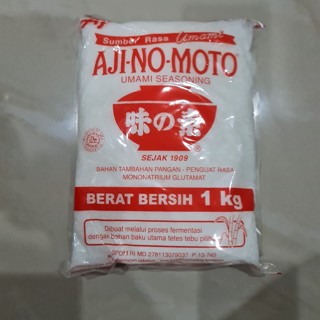 Sumber Rasa Umami
AJI-NO-MOTO
UMAMI SEASONING
味の素
®
SEJAK 1909
BAHAN TAMBAHAN PANGAN - PENGUAT RASA
MONONATRIUM GLUTAMAT
BERAT BERSIH 1 kg
Dibuat melalui proses fermentasi
dengan bahan baku utama tetes tebu